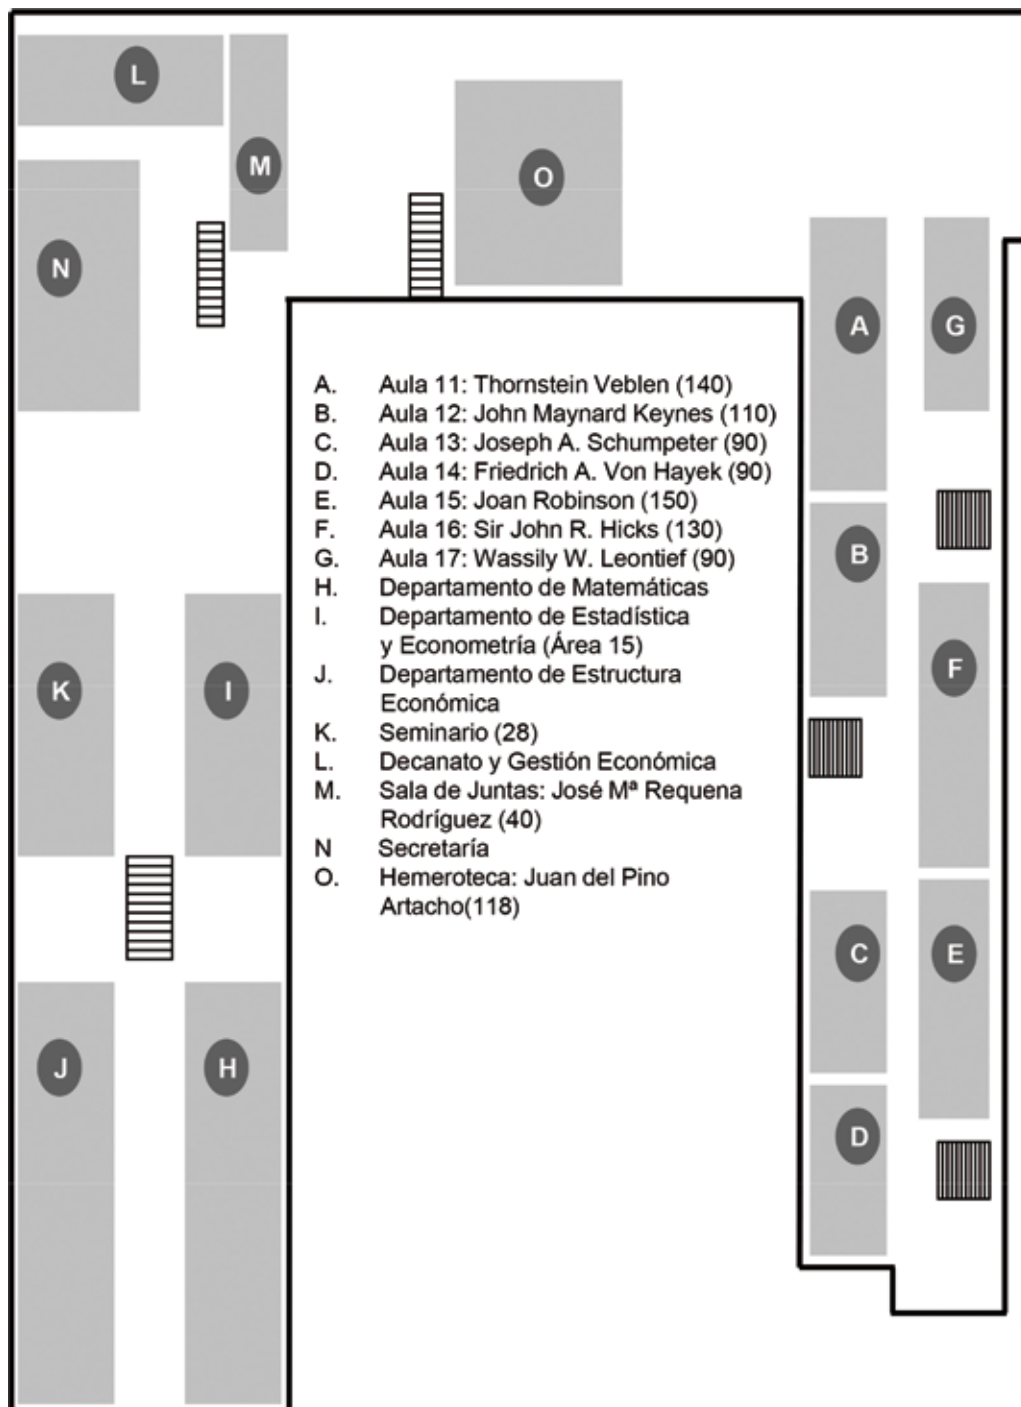 L
M
O
N
A
G
A. Aula 11: Thornstein Veblen (140)
B. Aula 12: John Maynard Keynes (110)
C. Aula 13: Joseph A. Schumpeter (90)
D. Aula 14: Friedrich A. Von Hayek (90)
E. Aula 15: Joan Robinson (150)
F. Aula 16: Sir John R. Hicks (130)
G. Aula 17: Wassily W. Leontief (90)
H. Departamento de Matemáticas
I. Departamento de Estadística
y Econometría (Área 15)
J. Departamento de Estructura
Económica
K. Seminario (28)
L. Decanato y Gestión Económica
M. Sala de Juntas: José Mª Requena
Rodríguez (40)
N Secretaría
O. Hemeroteca: Juan del Pino
Artacho(118)
B
F
K
I
C
E
J
H
D